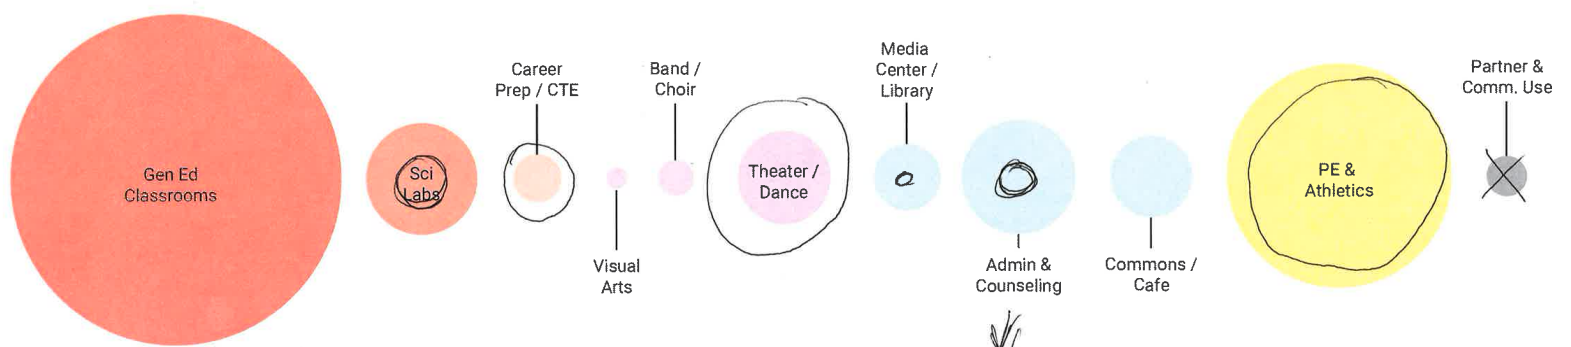 Gen Ed
Classrooms
Sci
Labs
Career
Prep / CTE
Visual
Arts
Band /
Choir
Theater /
Dance
Media
Center /
Library
Admin &
Counseling
Commons /
Cafe
PE &
Athletics
Partner &
Comm. Use